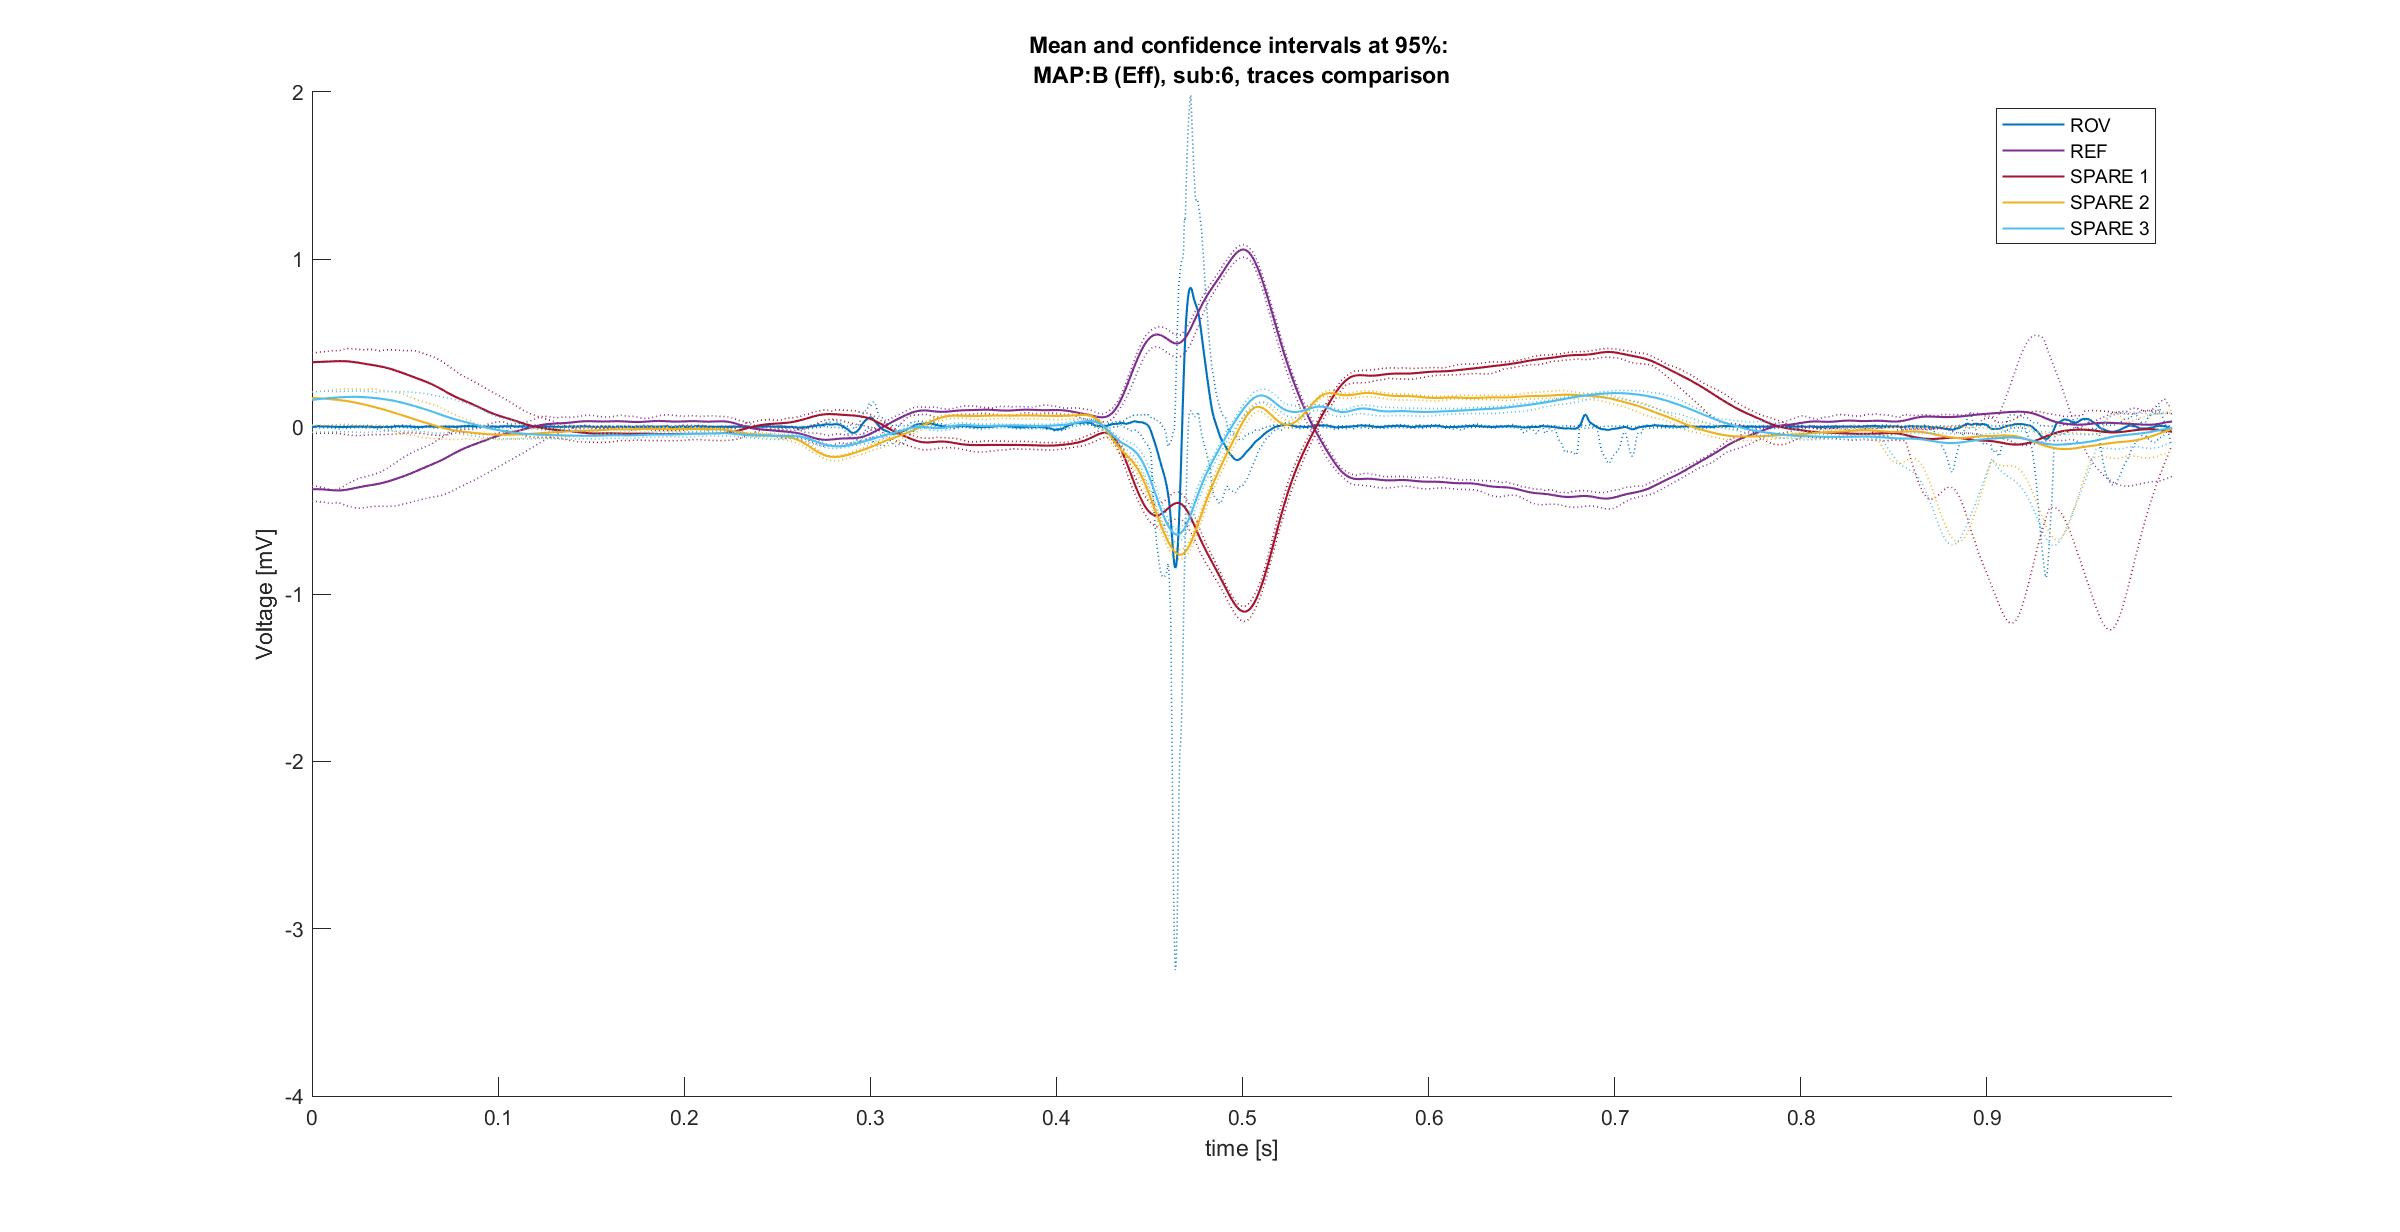 Mean and confidence intervals at 95%:
MAP:B (Eff), sub:6, traces comparison
ROV
REF
SPARE 1
SPARE 2
SPARE 3
Voltage [mV]
2
1
0
-1
-2
-3
-4
0 0.1 0.2 0.3 0.4 0.5 0.6 0.7 0.8 0.9
time [s]